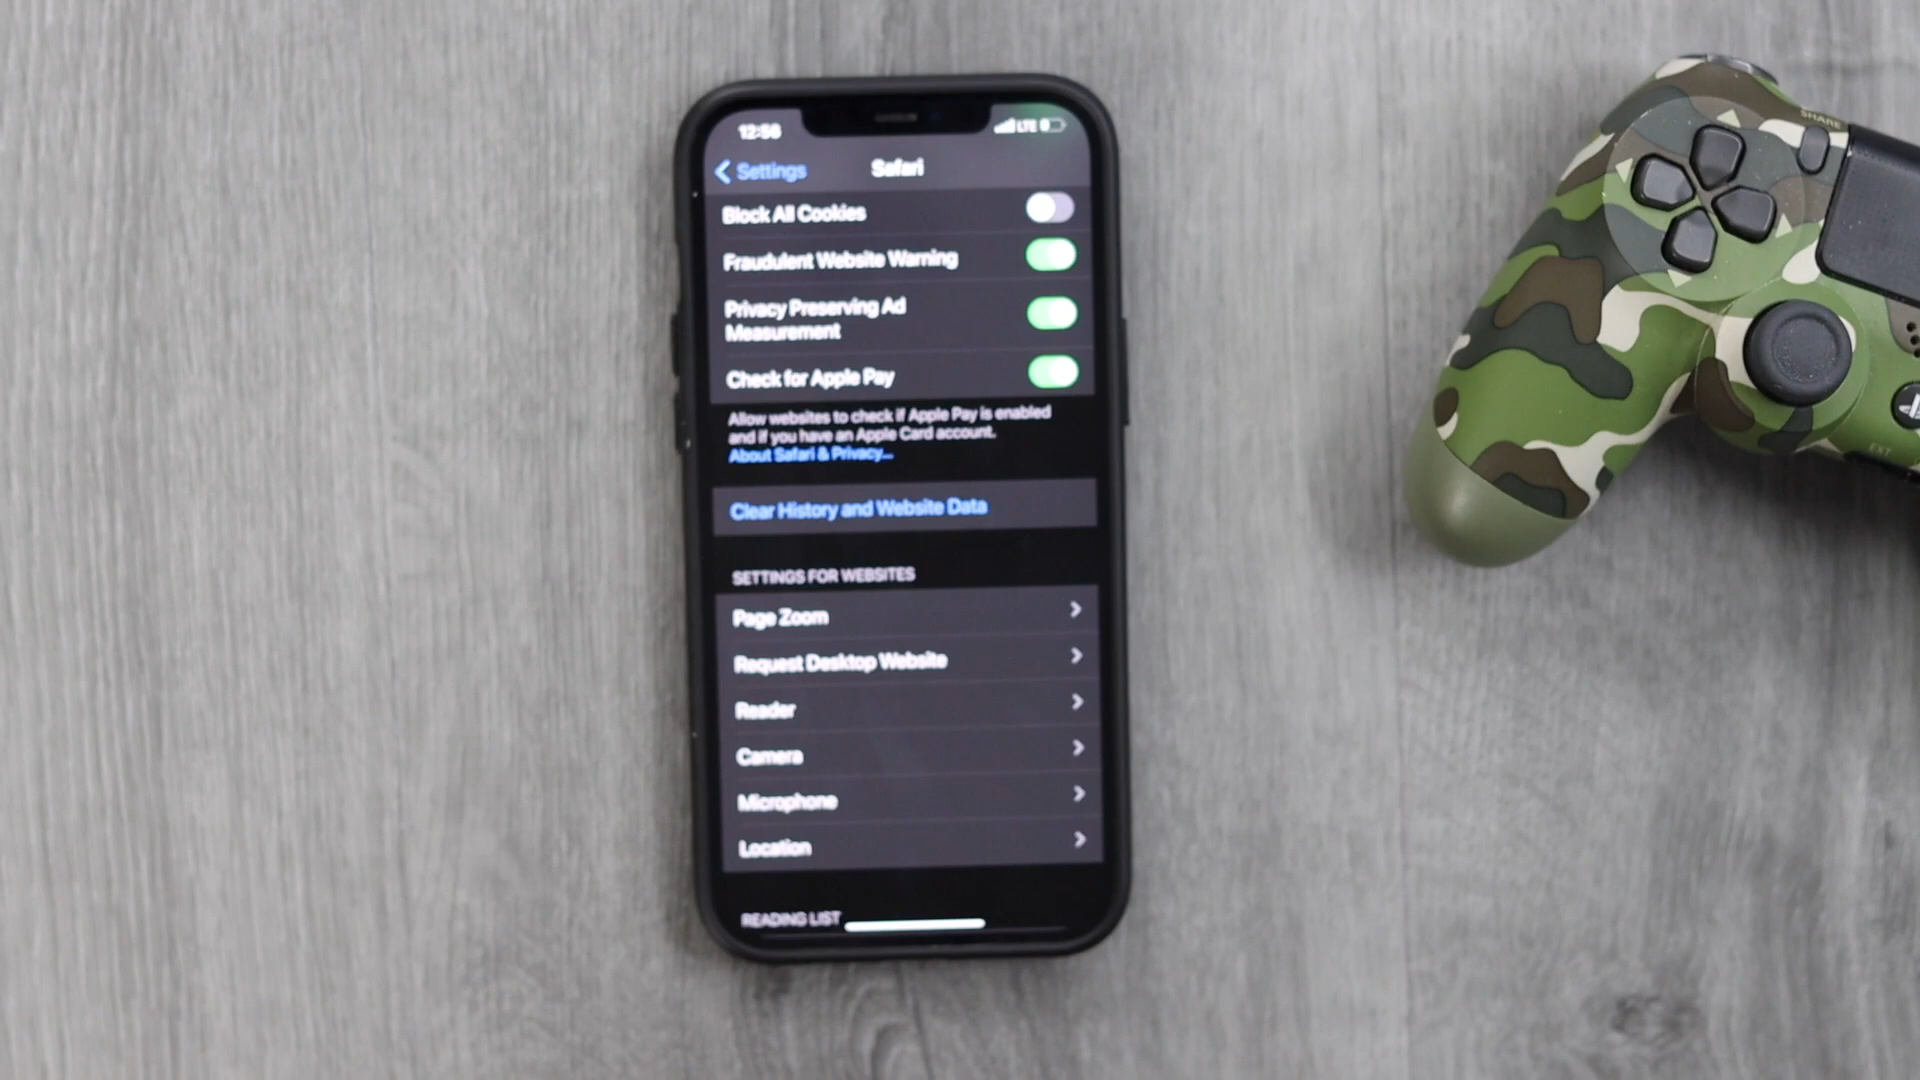 12:56
LTE
Settings
Safari
Block All Cookies
Fraudulent Website Warning
Privacy Preserving Ad
Measurement
Check for Apple Pay
Allow websites to check if Apple Pay is enabled
and if you have an Apple Card account.
About Safari & Privacy...
Clear History and Website Data
SETTINGS FOR WEBSITES
Page Zoom
Request Desktop Website
Reader
Camera
Microphone
Location
READING LIST
SHARE
EXT